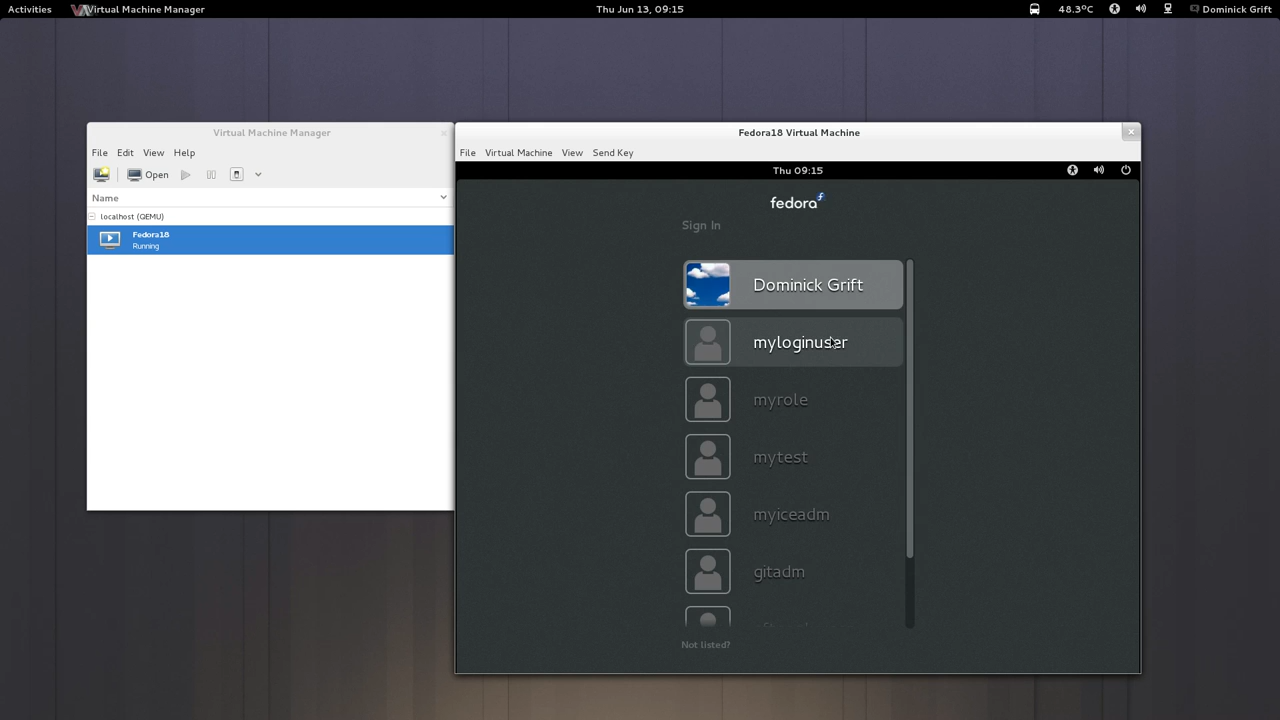 Activities Virtual Machine Manager Thu Jun 13, 09:15 48.3°C Dominick Grift
Virtual Machine Manager
File Edit View Help
Open
Name
localhost (QEMU)
Fedora18
Running
Fedora18 Virtual Machine
File Virtual Machine View Send Key
Thu 09:15
fedora
Sign In
Dominick Grift
myloginuser
myrole
mytest
myiceadm
gitadm
Not listed?